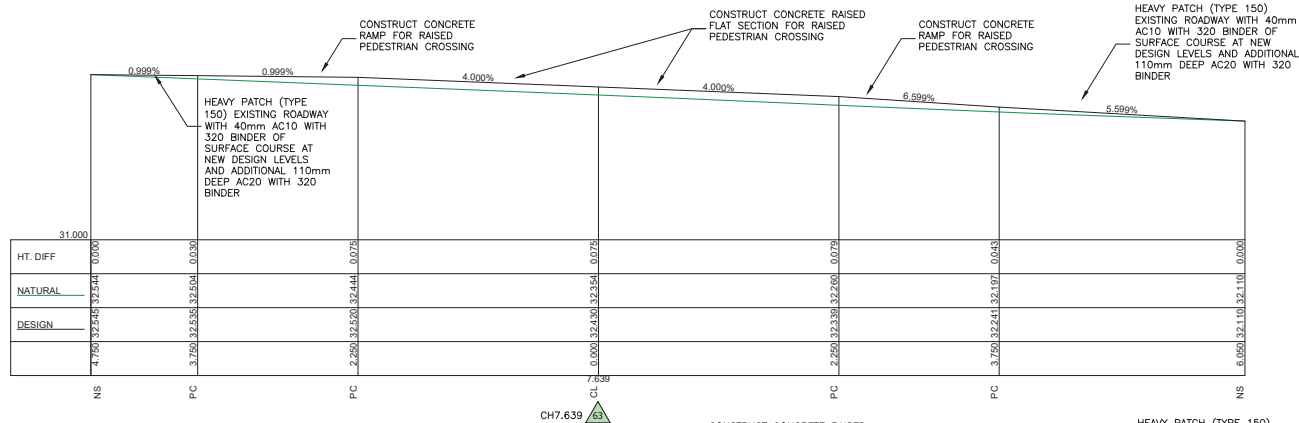 CONSTRUCT CONCRETE
RAMP FOR RAISED
PEDESTRIAN CROSSING
CONSTRUCT CONCRETE RAISED
FLAT SECTION FOR RAISED
PEDESTRIAN CROSSING
CONSTRUCT CONCRETE
RAMP FOR RAISED
PEDESTRIAN CROSSING
HEAVY PATCH (TYPE 150)
EXISTING ROADWAY WITH 40mm
AC10 WITH 320 BINDER OF
SURFACE COURSE AT NEW
DESIGN LEVELS AND ADDITIONAL
110mm DEEP AC20 WITH 320
BINDER
0.999%
0.999%
4.000%
4.000%
6.599%
5.599%
HEAVY PATCH (TYPE
150) EXISTING ROADWAY
WITH 40mm AC10 WITH
320 BINDER OF
SURFACE COURSE AT
NEW DESIGN LEVELS
AND ADDITIONAL 110mm
DEEP AC20 WITH 320
BINDER
31.000
HT. DIFF 0.000 0.030 0.075 0.075 0.079 0.043 0.000
NATURAL 32.544 32.504 32.444 32.354 32.260 32.197 32.110
DESIGN 32.545 32.535 32.520 32.430 32.339 32.241 32.110
4.750 3.750 2.250 0.000 2.250 3.750 6.050
NS PC PC CL PC PC NS
7.639
CH7.639 63
HEAVY PATCH (TYPE 150)